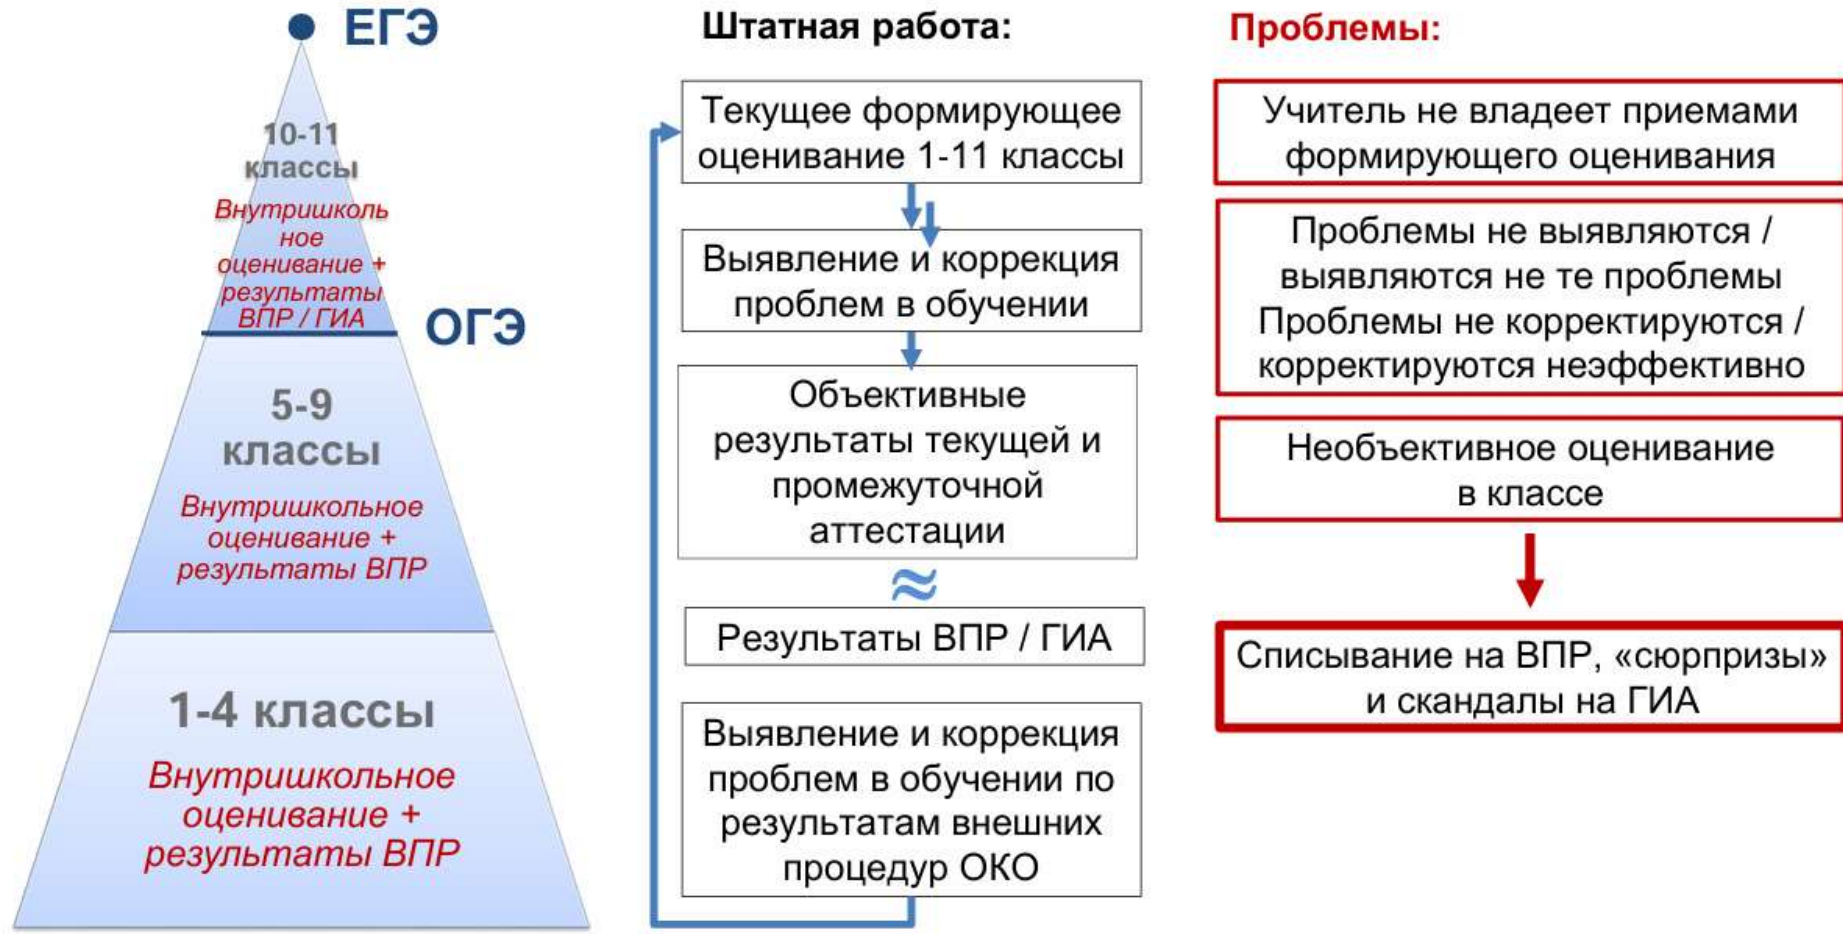 ЕГЭ
10-11
классы
Внутришколь
ное
оценивание +
результаты
ВПР / ГИА
ОГЭ
5-9
классы
Внутришкольное
оценивание +
результаты ВПР
1-4 классы
Внутришкольное
оценивание +
результаты ВПР
Штатная работа:
Текущее формирующее
оценивание 1-11 классы
Выявление и коррекция
проблем в обучении
Объективные
результаты текущей и
промежуточной
аттестации
≈
Результаты ВПР / ГИА
Выявление и коррекция
проблем в обучении по
результатам внешних
процедур ОКО
Проблемы:
Учитель не владеет приемами
формирующего оценивания
Проблемы не выявляются /
выявляются не те проблемы
Проблемы не корректируются /
корректируются неэффективно
Необъективное оценивание
в классе
Списывание на ВПР, «сюрпризы»
и скандалы на ГИА